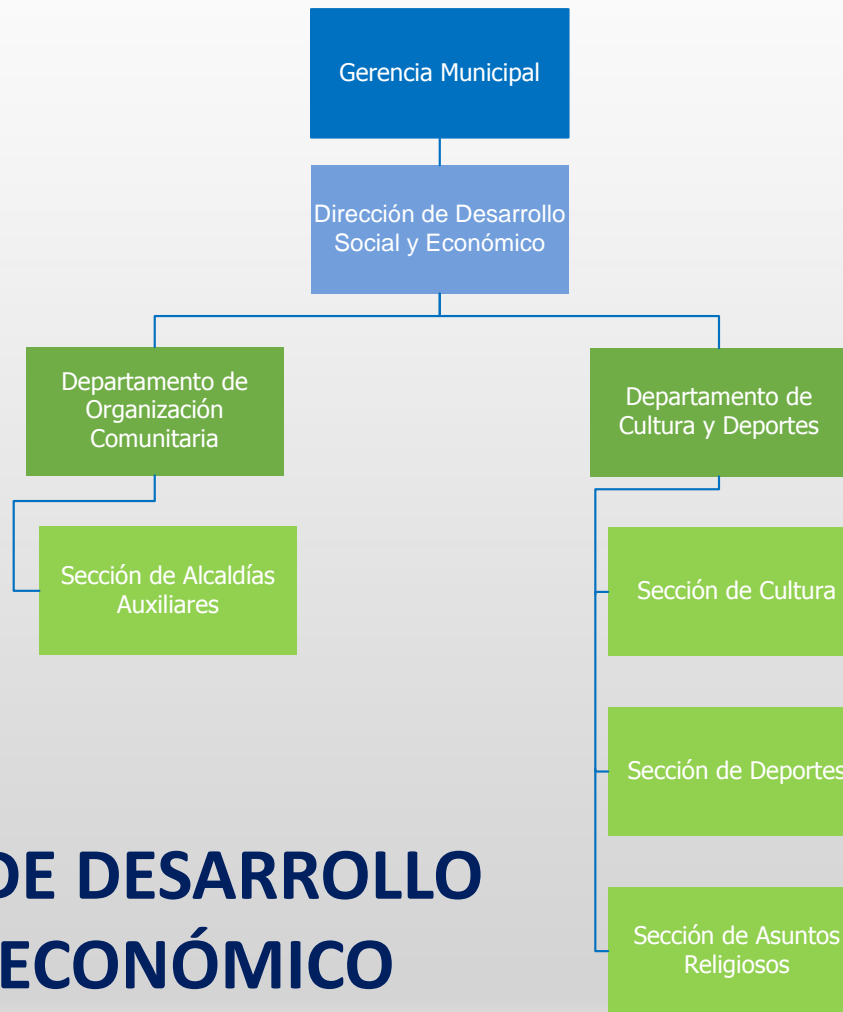 Gerencia Municipal
Dirección de Desarrollo
Social y Económico
Departamento de
Organización
Comunitaria
Departamento de
Cultura y Deportes
Sección de Alcaldías
Auxiliares
Sección de Cultura
Sección de Deportes
Sección de Asuntos
Religiosos
DE DESARROLLO
ECONÓMICO